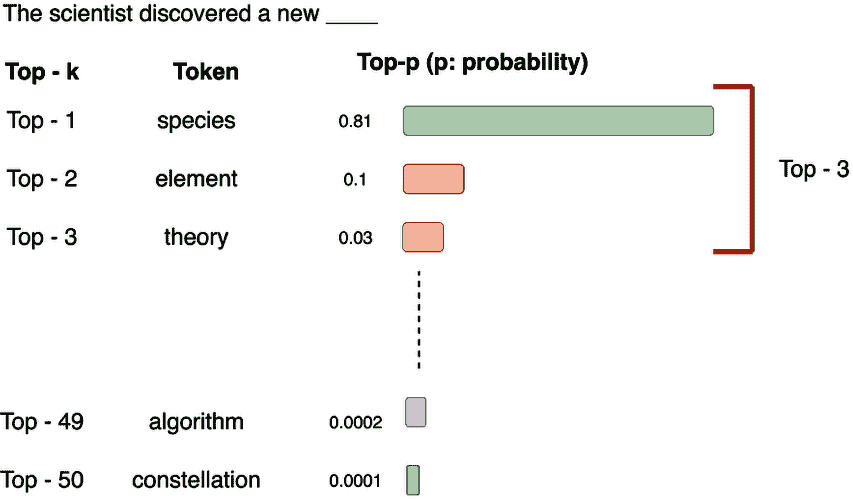 The scientist discovered a new ____
Top - k Token Top-p (p: probability)
Top - 1 species 0.81
Top - 2 element 0.1
Top - 3 theory 0.03
Top - 3
Top - 49 algorithm 0.0002
Top - 50 constellation 0.0001